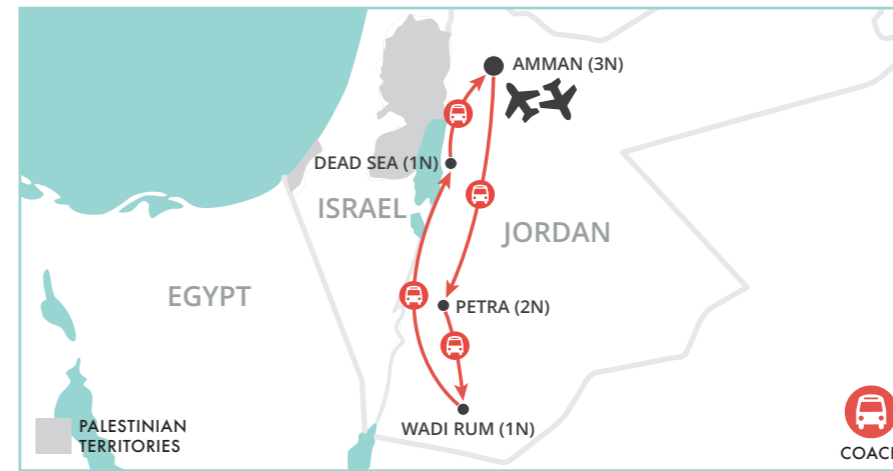 AMMAN (3N)
DEAD SEA (1N)
ISRAEL
JORDAN
EGYPT
PETRA (2N)
WADI RUM (1N)
PALESTINIAN
TERRITORIES